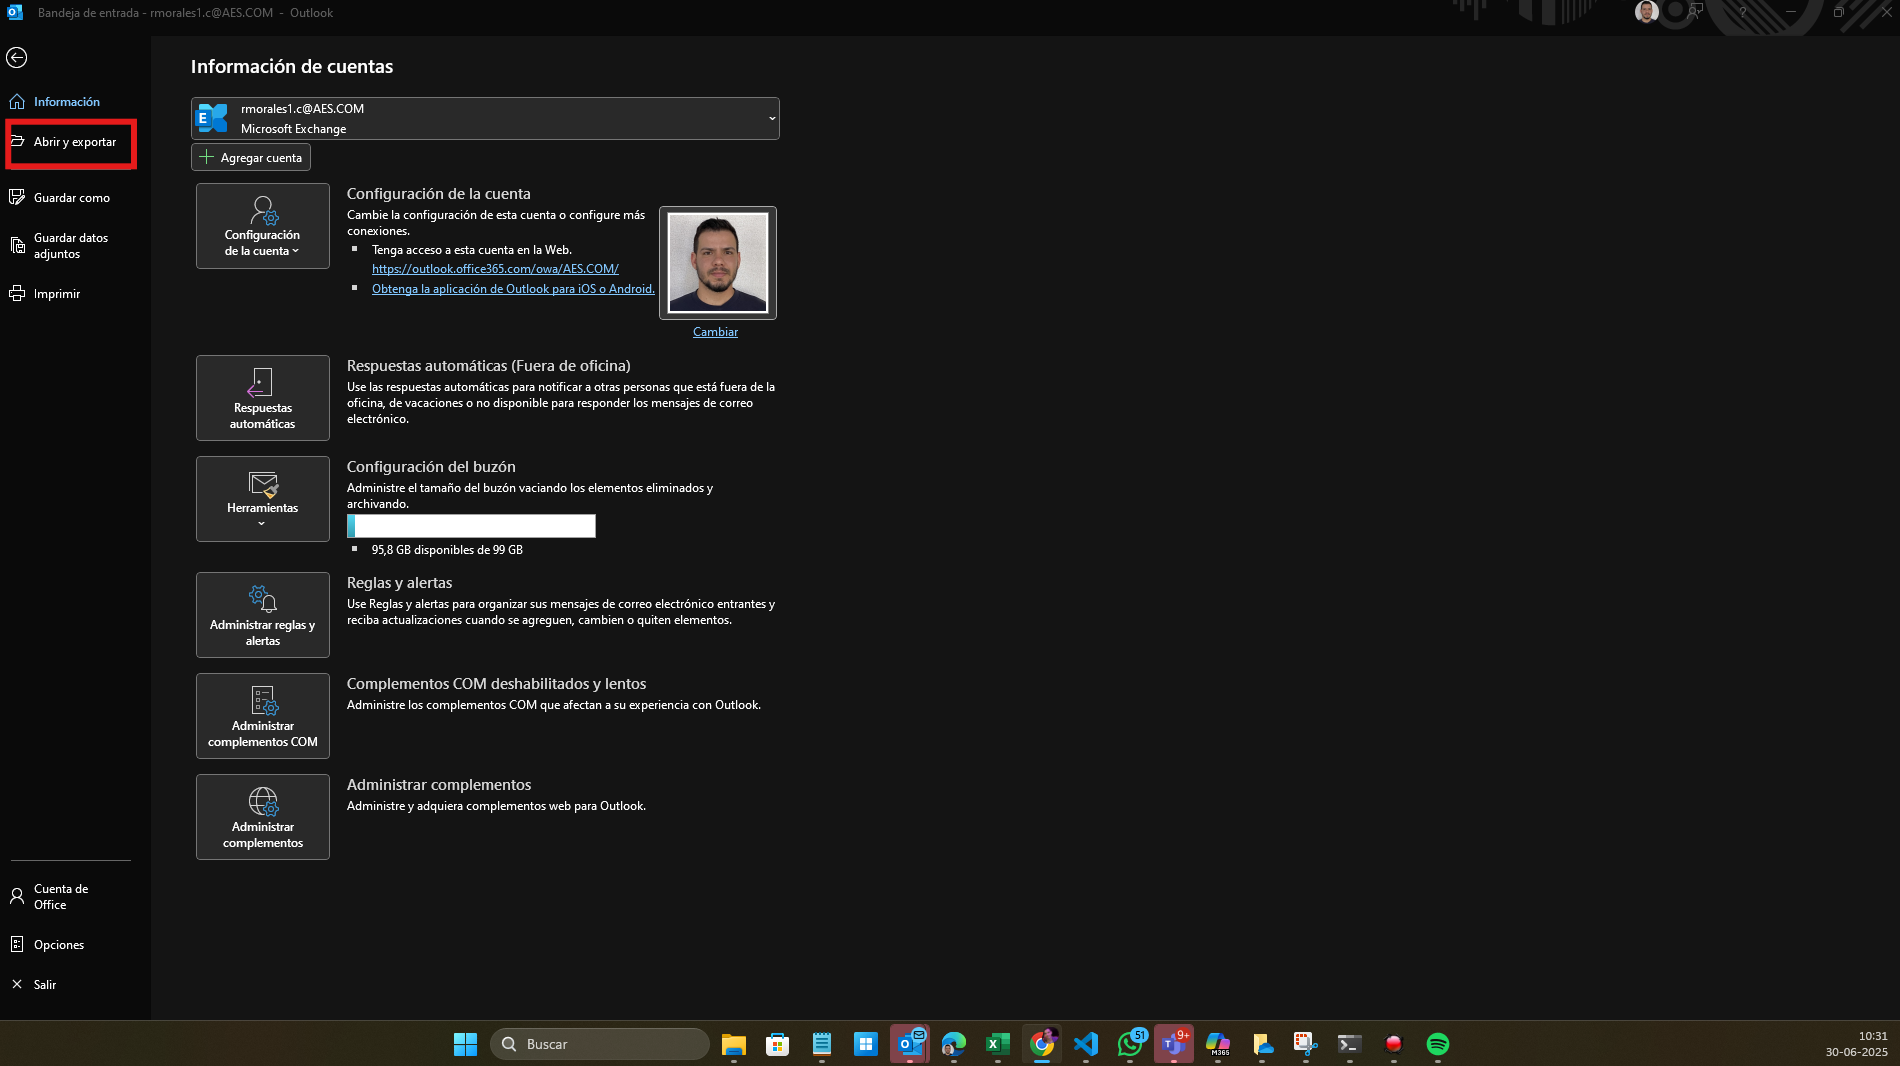 Bandeja de entrada - rmorales1.c@AES.COM - Outlook
?
Información
Abrir y exportar
Guardar como
Guardar datos
adjuntos
Imprimir
Cuenta de
Office
Opciones
Salir
Información de cuentas
E
rmorales1.c@AES.COM
Microsoft Exchange
Agregar cuenta
Configuración
de la cuenta
Configuración de la cuenta
Cambie la configuración de esta cuenta o configure más
conexiones.
Tenga acceso a esta cuenta en la Web.
https://outlook.office365.com/owa/AES.COM/
Obtenga la aplicación de Outlook para iOS o Android.
Cambiar
Respuestas
automáticas
Respuestas automáticas (Fuera de oficina)
Use las respuestas automáticas para notificar a otras personas que está fuera de la
oficina, de vacaciones o no disponible para responder los mensajes de correo
electrónico.
Herramientas
Configuración del buzón
Administre el tamaño del buzón vaciando los elementos eliminados y
archivando.
95,8 GB disponibles de 99 GB
Administrar reglas y
alertas
Reglas y alertas
Use Reglas y alertas para organizar sus mensajes de correo electrónico entrantes y
reciba actualizaciones cuando se agreguen, cambien o quiten elementos.
Administrar
complementos COM
Complementos COM deshabilitados y lentos
Administre los complementos COM que afectan a su experiencia con Outlook.
Administrar
complementos
Administrar complementos
Administre y adquiera complementos web para Outlook.
Buscar
51
9+
M365
10:31
30-06-2025